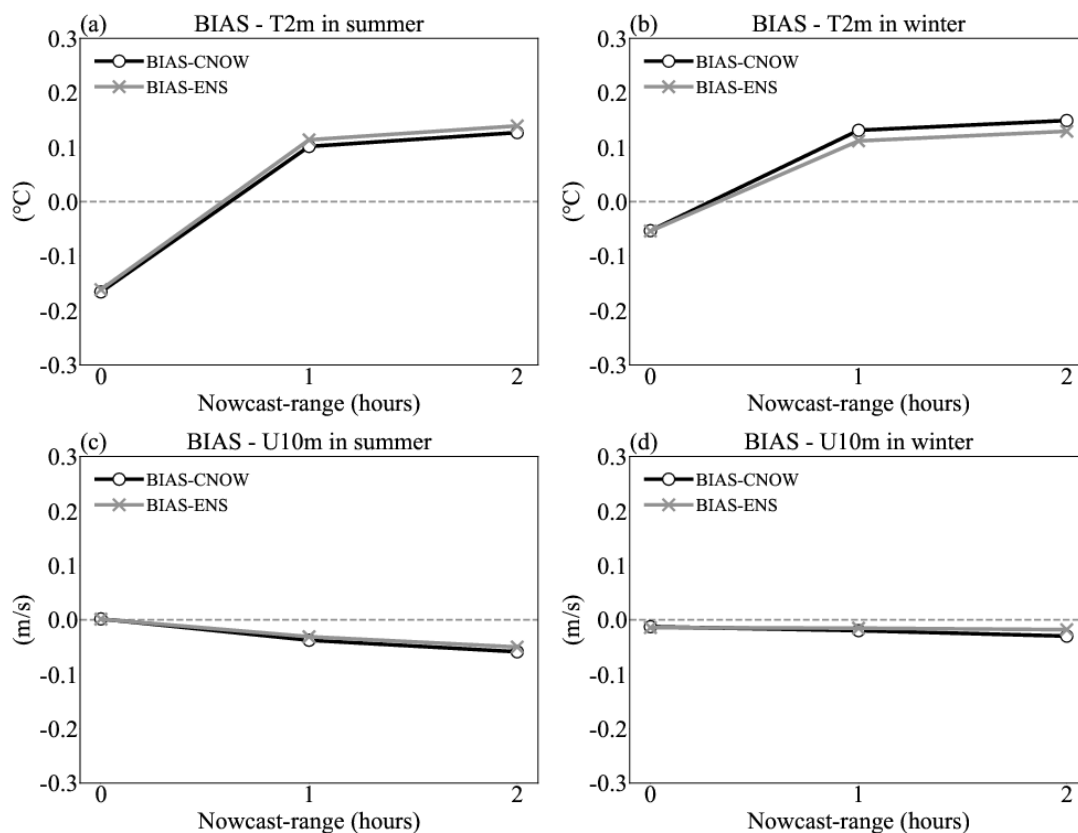 (a) BIAS - T2m in summer
0.3
BIAS-CNOW
0.2
BIAS-ENS
0.1
0.0
(°C)
-0.1
-0.2
-0.3
0 1 2
Nowcast-range (hours)
(b) BIAS - T2m in winter
0.3
BIAS-CNOW
0.2
BIAS-ENS
0.1
0.0
(°C)
-0.1
-0.2
-0.3
0 1 2
Nowcast-range (hours)
(c) BIAS - U10m in summer
0.3
BIAS-CNOW
0.2
BIAS-ENS
0.1
0.0
(m/s)
-0.1
-0.2
-0.3
0 1 2
Nowcast-range (hours)
(d) BIAS - U10m in winter
0.3
BIAS-CNOW
0.2
BIAS-ENS
0.1
0.0
(m/s)
-0.1
-0.2
-0.3
0 1 2
Nowcast-range (hours)